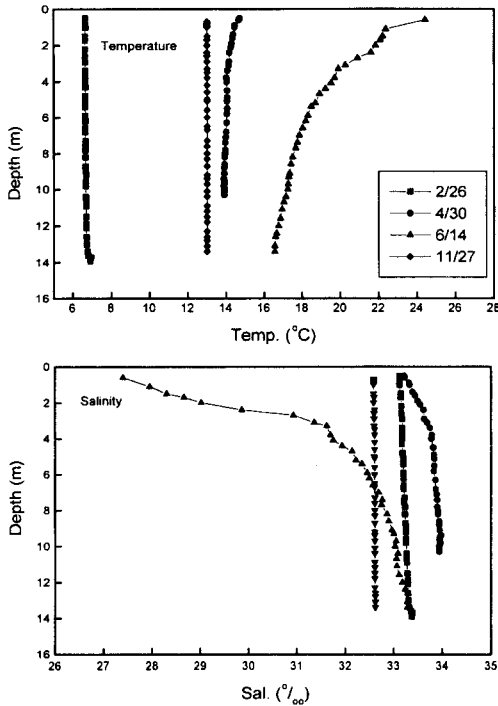 0
2
4
6
8
10
12
14
16
Depth (m)
Temperature
2/26
4/30
6/14
11/27
6 8 10 12 14 16 18 20 22 24 26 28
Temp. (°C)
0
2
4
6
8
10
12
14
16
Depth (m)
Salinity
26 27 28 29 30 31 32 33 34 35
Sal. (°/oo)